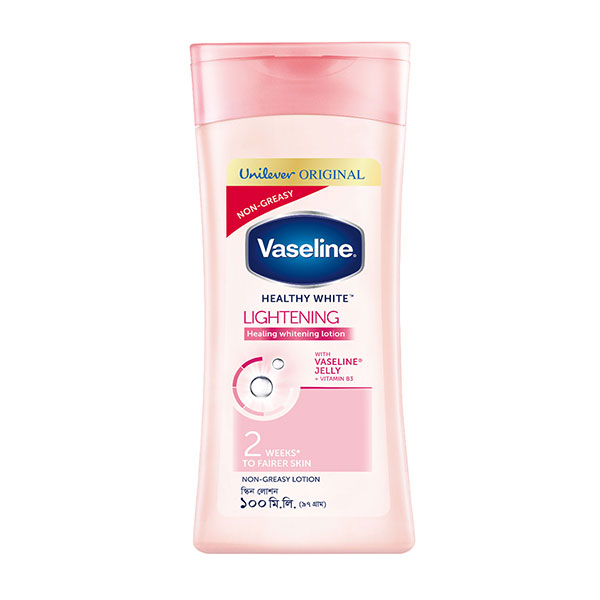 Unilever ORIGINAL
NON-GREASY
Vaseline®
HEALTHY WHITE™
LIGHTENING
Healing whitening lotion
WITH
VASELINE®
JELLY
+ VITAMIN B3
2 WEEKS*
TO FAIRER SKIN
NON-GREASY LOTION
স্কিন লোশন
১০০ মি.লি. (৯৭ গ্রাম)